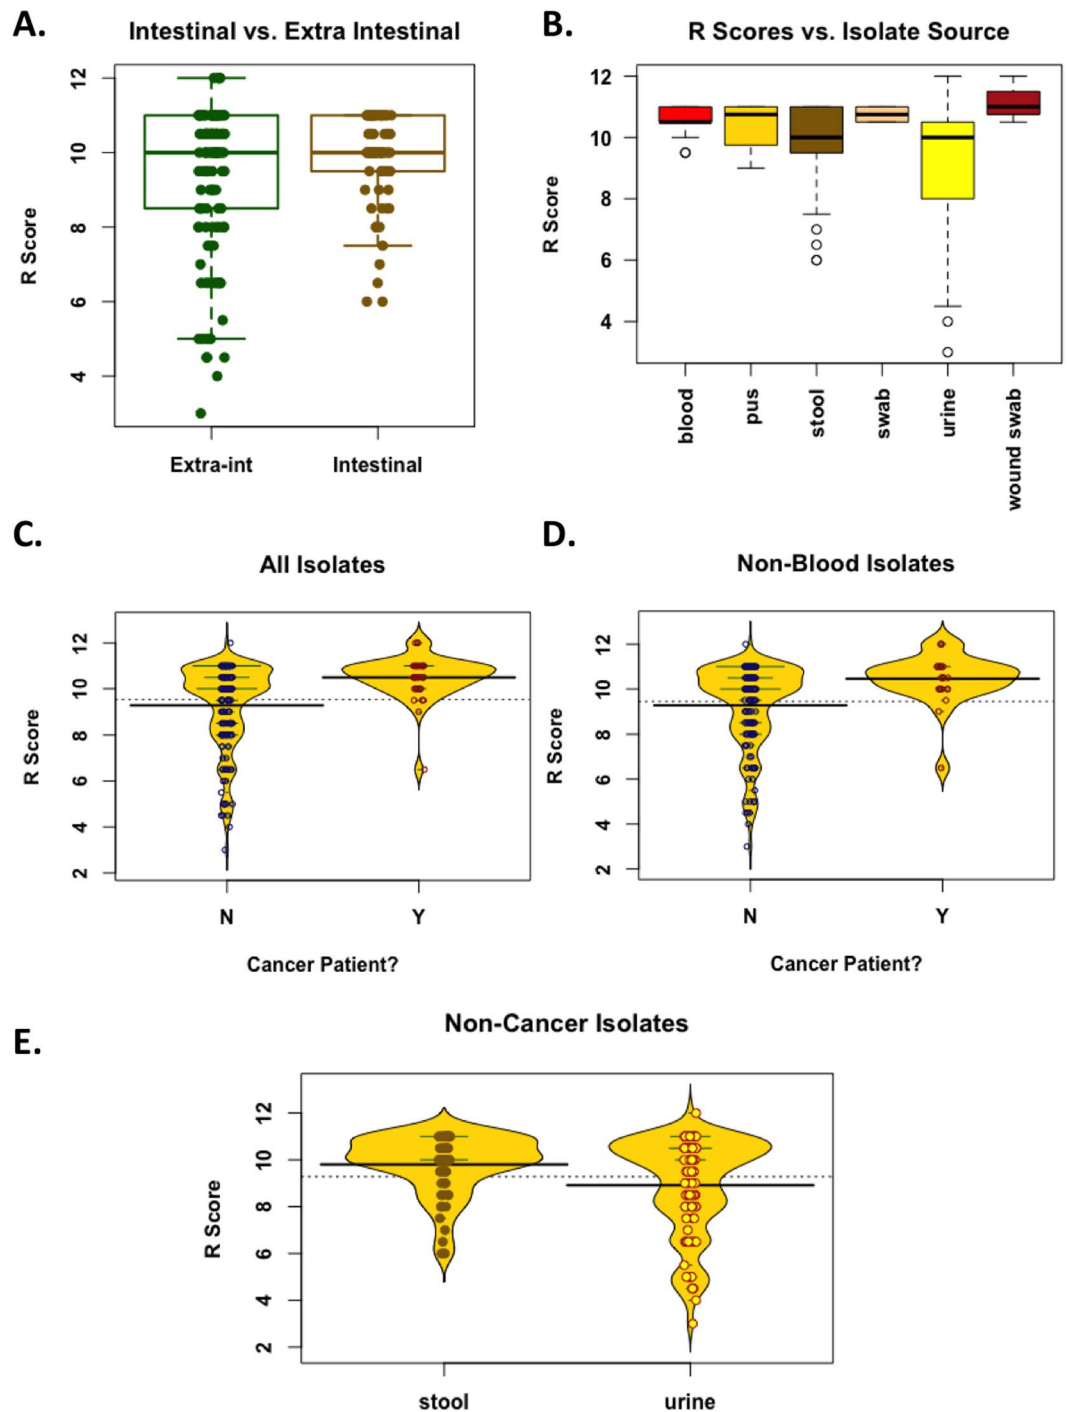 A.
Intestinal vs. Extra Intestinal
R Score
12
10
8
6
4
Extra-int
Intestinal
B.
R Scores vs. Isolate Source
R Score
12
10
8
6
4
blood
pus
stool
swab
urine
wound swab
C.
All Isolates
R Score
12
10
8
6
4
2
N
Y
Cancer Patient?
D.
Non-Blood Isolates
R Score
12
10
8
6
4
2
N
Y
Cancer Patient?
E.
Non-Cancer Isolates
R Score
12
10
8
6
4
2
stool
urine